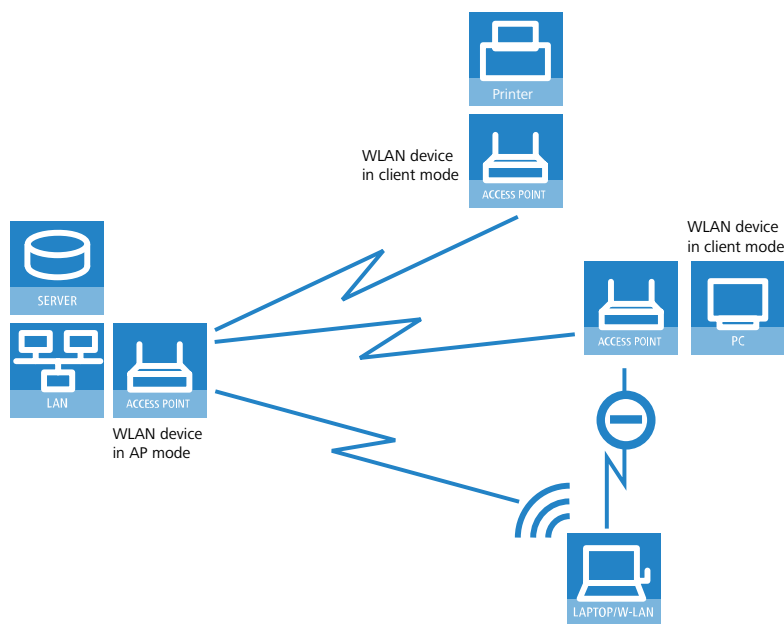 Printer
WLAN device
in client mode
ACCESS POINT
WLAN device
in client mode
SERVER
ACCESS POINT
PC
LAN
ACCESS POINT
WLAN device
in AP mode
LAPTOP/W-LAN